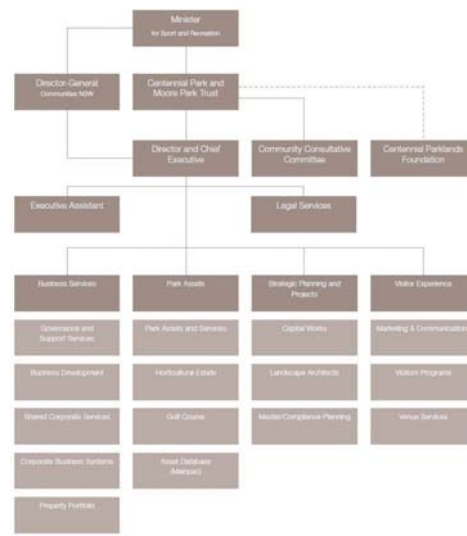 Minister
for Sport and Recreation
Director-General
Communities NSW
Centennial Park and
Moore Park Trust
Director and Chief
Executive
Community Consultative
Committee
Centennial Parklands
Foundation
Executive Assistant
Legal Services
Business Services
Park Assets
Strategic Planning and
Projects
Visitor Experience
Governance and
Support Services
Park Assets and Services
Capital Works
Marketing & Communications
Business Development
Horticultural Estate
Landscape Architects
Visitors Programs
Shared Corporate Services
Golf Course
Master/Compliance Planning
Venue Services
Corporate Business Systems
Asset Database
Property Portfolio